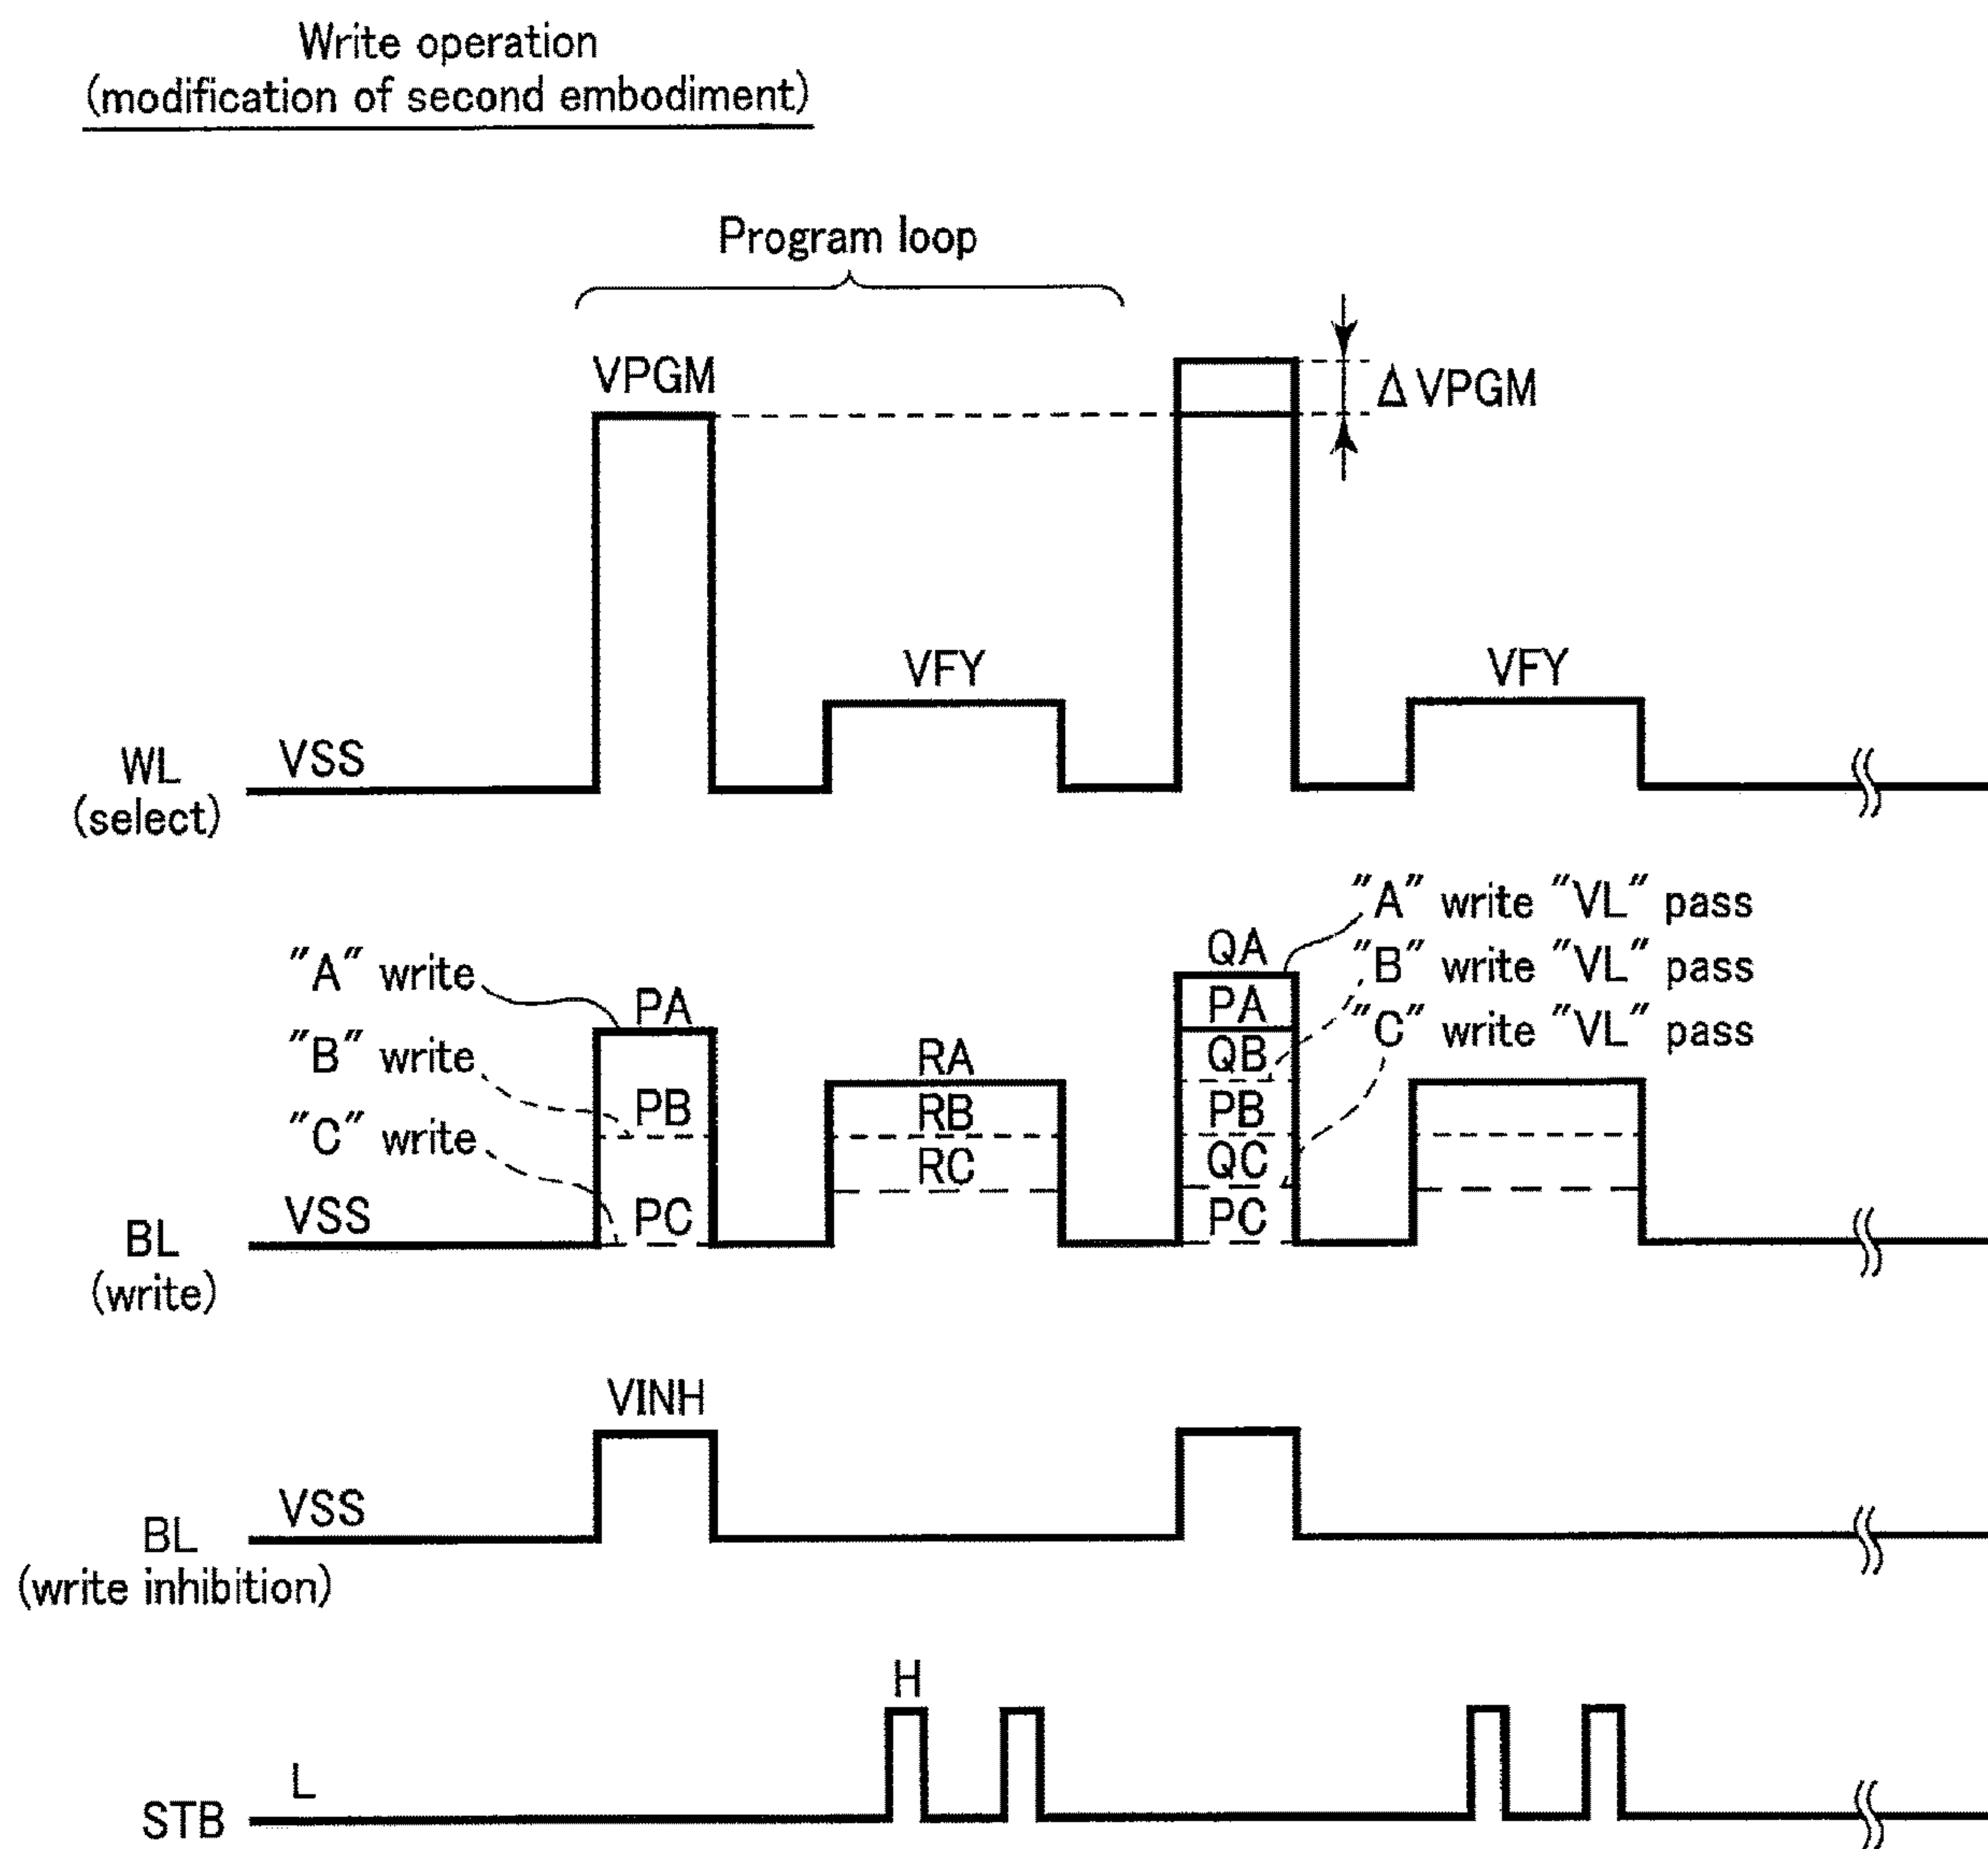 Write operation
(modification of second embodiment)
Program loop
VPGM
Δ VPGM
VFY
VFY
WL
(select)
VSS
"A" write "VL" pass
"B" write "VL" pass
"C" write "VL" pass
"A" write
"B" write
"C" write
PA
PB
PC
RA
RB
RC
QA
PA
QB
PB
QC
PC
VSS
BL
(write)
VINH
VSS
BL
(write inhibition)
H
L
STB